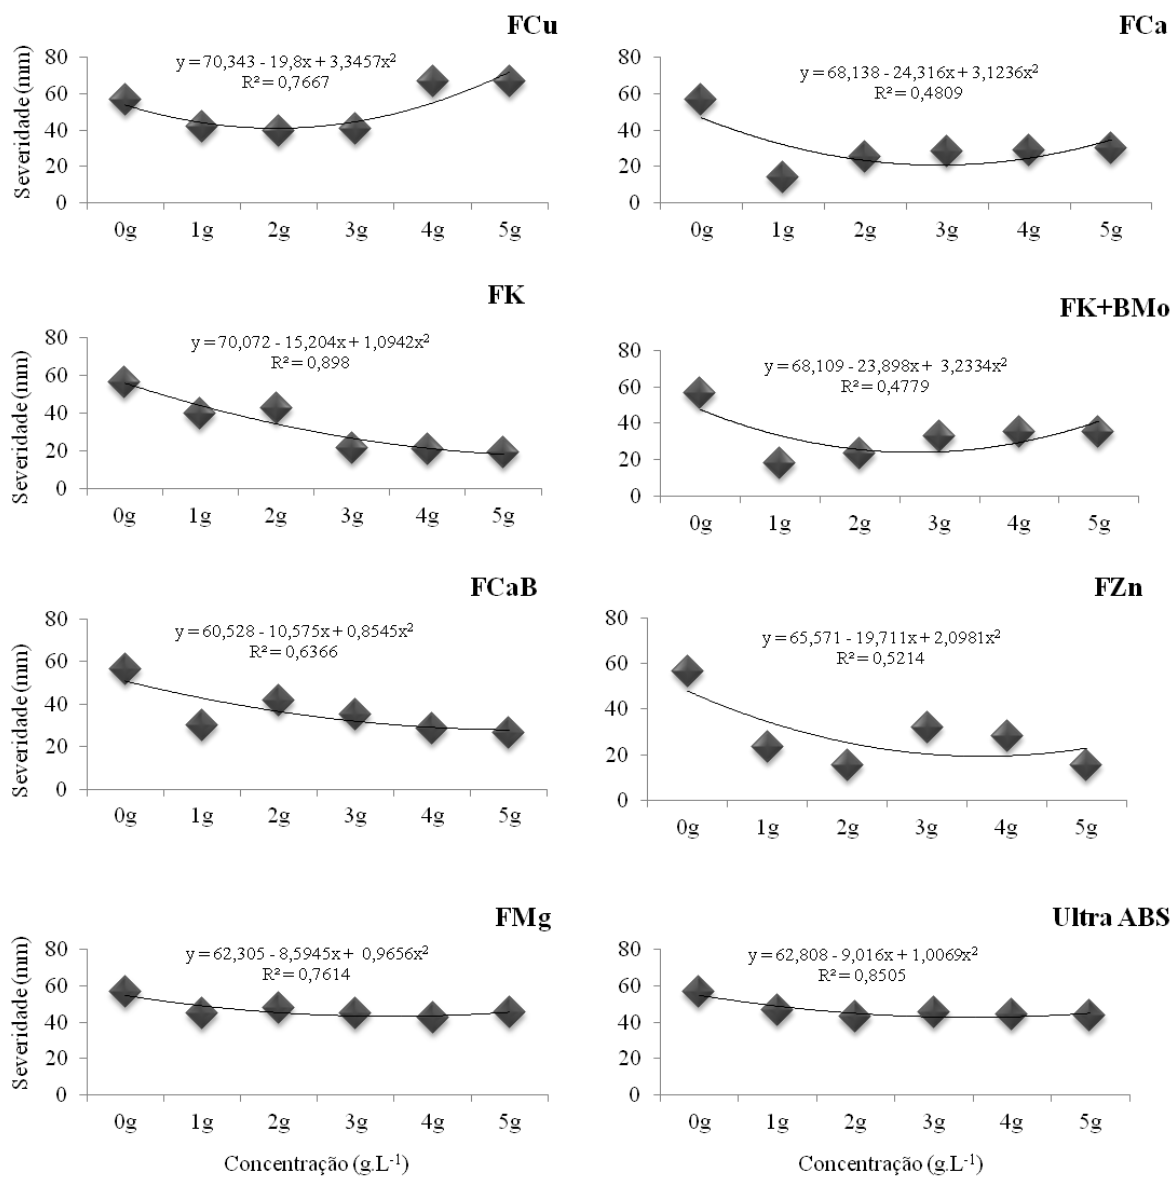 FCu
y = 70,343 - 19,8x + 3,3457x²
R² = 0,7667
Severidade (mm)
80
60
40
20
0
0g 1g 2g 3g 4g 5g
FCa
y = 68,138 - 24,316x + 3,1236x²
R² = 0,4809
80
60
40
20
0
0g 1g 2g 3g 4g 5g
FK
y = 70,072 - 15,204x + 1,0942x²
R² = 0,898
Severidade (mm)
80
60
40
20
0
0g 1g 2g 3g 4g 5g
FK+BMo
y = 68,109 - 23,898x + 3,2334x²
R² = 0,4779
80
60
40
20
0
0g 1g 2g 3g 4g 5g
FCaB
y = 60,528 - 10,575x + 0,8545x²
R² = 0,6366
Severidade (mm)
80
60
40
20
0
0g 1g 2g 3g 4g 5g
FZn
y = 65,571 - 19,711x + 2,0981x²
R² = 0,5214
80
60
40
20
0
0g 1g 2g 3g 4g 5g
FMg
y = 62,305 - 8,5945x + 0,9656x²
R² = 0,7614
Severidade (mm)
80
60
40
20
0
0g 1g 2g 3g 4g 5g
Concentração (g.L⁻¹)
Ultra ABS
y = 62,808 - 9,016x + 1,0069x²
R² = 0,8505
80
60
40
20
0
0g 1g 2g 3g 4g 5g
Concentração (g.L⁻¹)